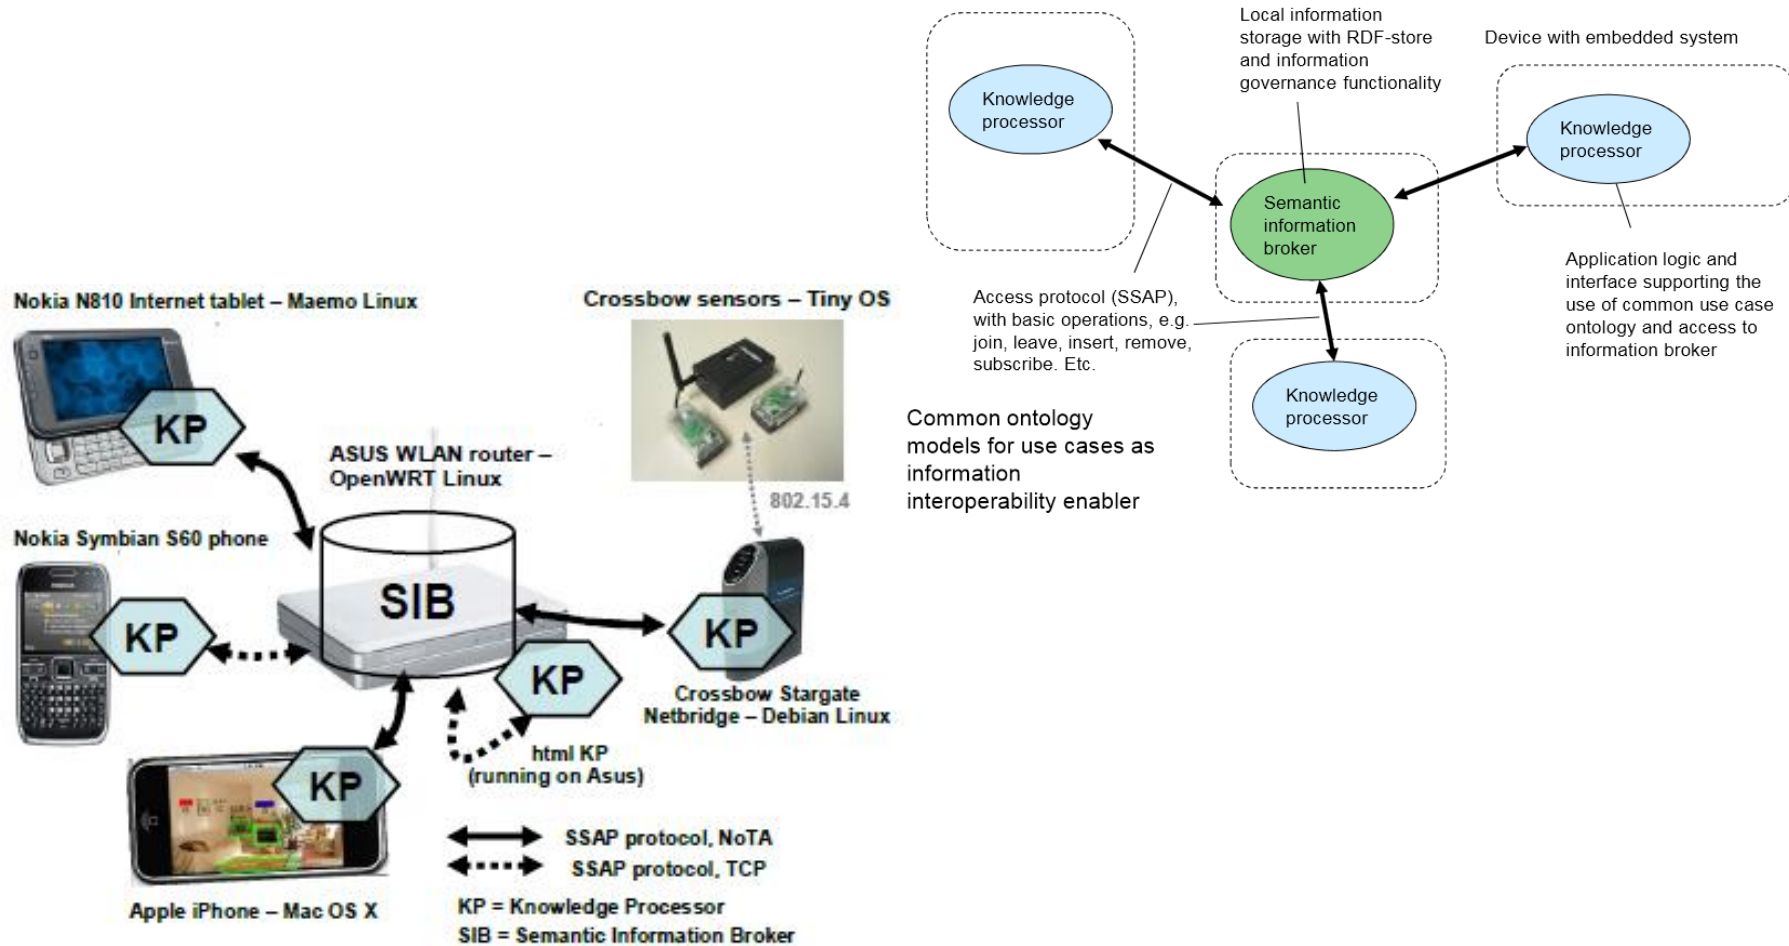 Local information
storage with RDF-store
and information
governance functionality
Device with embedded system
Knowledge
processor
Knowledge
processor
Semantic
information
broker
Application logic and
interface supporting the
use of common use case
ontology and access to
information broker
Access protocol (SSAP),
with basic operations, e.g.
join, leave, insert, remove,
subscribe. Etc.
Knowledge
processor
Common ontology
models for use cases as
information
interoperability enabler
Nokia N810 Internet tablet – Maemo Linux
Crossbow sensors – Tiny OS
KP
ASUS WLAN router –
OpenWRT Linux
802.15.4
Nokia Symbian S60 phone
SIB
KP
KP
KP
Crossbow Stargate
Netbridge – Debian Linux
html KP
(running on Asus)
KP
SSAP protocol, NoTA
SSAP protocol, TCP
Apple iPhone – Mac OS X
KP = Knowledge Processor
SIB = Semantic Information Broker